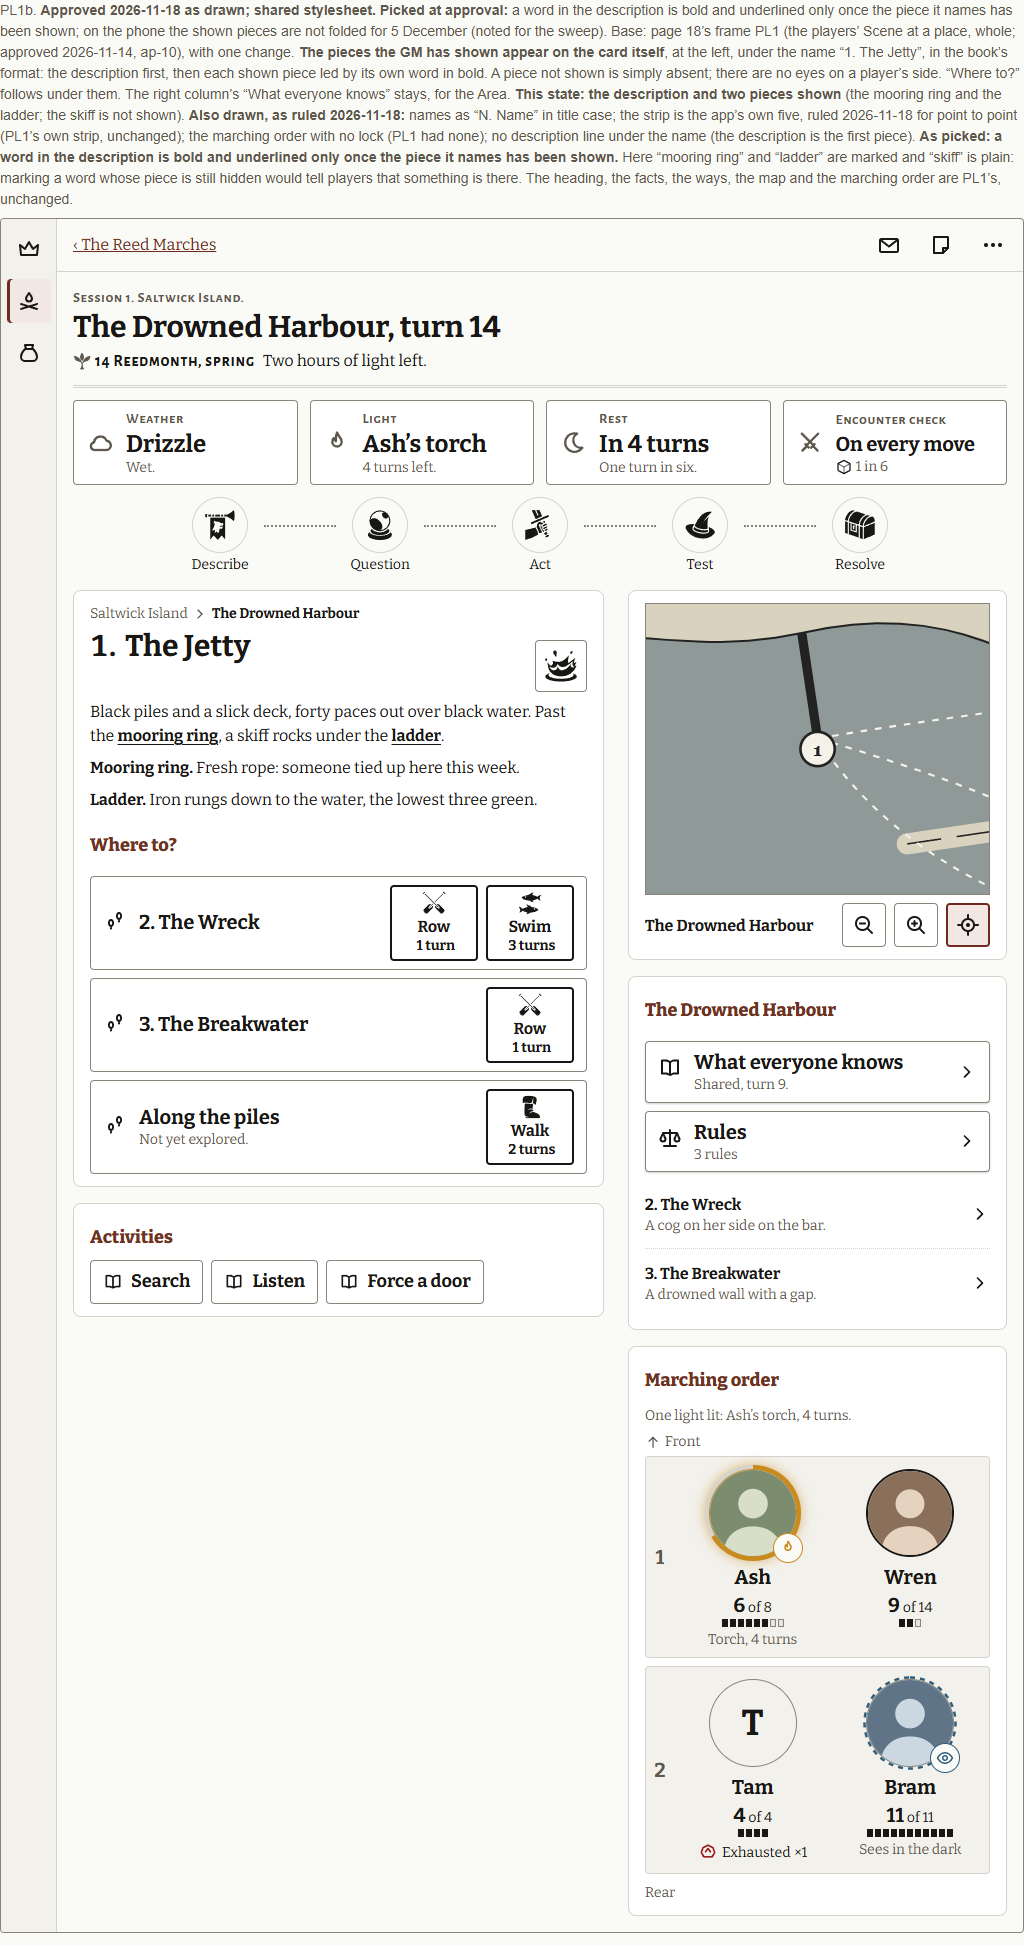 PL1b. Approved 2026-11-18 as drawn; shared stylesheet. Picked at approval: a word in the description is bold and underlined only once the piece it names has
been shown; on the phone the shown pieces are not folded for 5 December (noted for the sweep). Base: page 18's frame PL1 (the players' Scene at a place, whole;
approved 2026-11-14, ap-10), with one change. The pieces the GM has shown appear on the card itself, at the left, under the name “1. The Jetty”, in the book's
format: the description first, then each shown piece led by its own word in bold. A piece not shown is simply absent; there are no eyes on a player's side. “Where to?”
follows under them. The right column's “What everyone knows” stays, for the Area. This state: the description and two pieces shown (the mooring ring and the
ladder; the skiff is not shown). Also drawn, as ruled 2026-11-18: names as “N. Name” in title case; the strip is the app's own five, ruled 2026-11-18 for point to point
(PL1's own strip, unchanged); the marching order with no lock (PL1 had none); no description line under the name (the description is the first piece). As picked: a
word in the description is bold and underlined only once the piece it names has been shown. Here “mooring ring” and “ladder” are marked and “skiff” is plain:
marking a word whose piece is still hidden would tell players that something is there. The heading, the facts, the ways, the map and the marching order are PL1's,
unchanged.
‹ The Reed Marches
Session 1. Saltwick Island.
The Drowned Harbour, turn 14
14 Reedmonth, spring Two hours of light left.
Weather
Drizzle
Wet.
Light
Ash's torch
4 turns left.
Rest
In 4 turns
One turn in six.
Encounter check
On every move
1 in 6
Describe
Question
Act
Test
Resolve
Saltwick Island > The Drowned Harbour
1. The Jetty
Black piles and a slick deck, forty paces out over black water. Past
the mooring ring, a skiff rocks under the ladder.
Mooring ring. Fresh rope: someone tied up here this week.
Ladder. Iron rungs down to the water, the lowest three green.
Where to?
2. The Wreck
Row
1 turn
Swim
3 turns
3. The Breakwater
Row
1 turn
Along the piles
Not yet explored.
Walk
2 turns
Activities
Search
Listen
Force a door
1
The Drowned Harbour
The Drowned Harbour
What everyone knows
Shared, turn 9.
Rules
3 rules
2. The Wreck
A cog on her side on the bar.
3. The Breakwater
A drowned wall with a gap.
Marching order
One light lit: Ash's torch, 4 turns.
↑ Front
1
Ash
6 of 8
Torch, 4 turns
Wren
9 of 14
2
T
Tam
4 of 4
Exhausted ×1
Bram
11 of 11
Sees in the dark
Rear